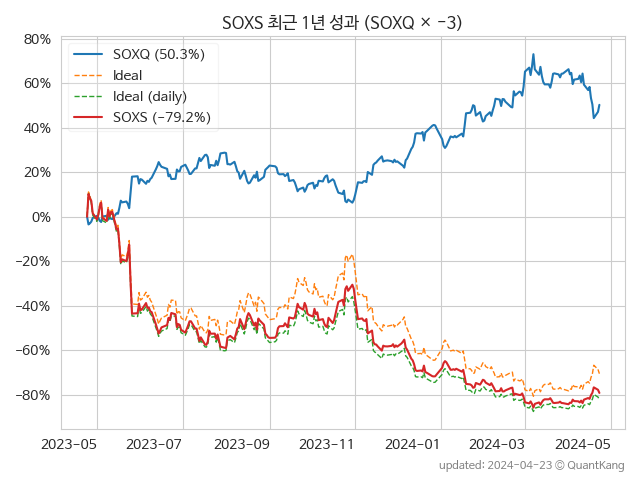 SOXS 최근 1년 성과 (SOXQ × −3)
80%
60%
40%
20%
0%
−20%
−40%
−60%
−80%
SOXQ (50.3%)
Ideal
Ideal (daily)
SOXS (−79.2%)
2023-05
2023-07
2023-09
2023-11
2024-01
2024-03
2024-05
updated: 2024-04-23 © QuantKang